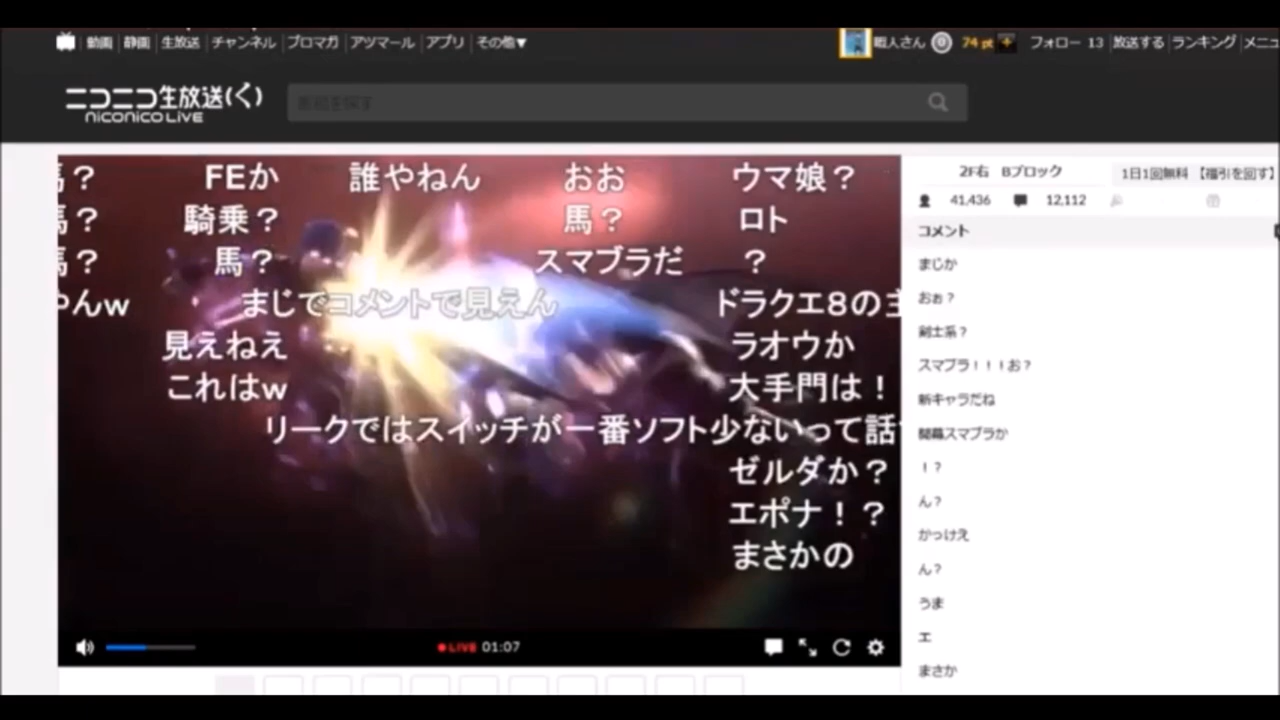 動画 静画 生放送 チャンネル ブロマガ アツマール アプリ その他▼
暇人さん 74 pt + フォロー 13 放送する ランキング メニュ
ニコニコ生放送(く)
niconico LIVE
番組を探す
馬? FEか 誰やねん おお ウマ娘?
馬? 騎乗? 馬? ロト
馬? 馬? スマブラだ ?
やんw まじでコメントで見えん ドラクエ8の主
見えねえ ラオウか
これはw 大手門は!
リークではスイッチが一番ソフト少ないって話
ゼルダか?
エポナ!?
まさかの
LIVE 01:07
2F右 Bブロック
1日1回無料 【福引を回す】
41,436 12,112
コメント
まじか
おぉ?
剣士系?
スマブラ!!!お?
新キャラだね
開幕スマブラか
!?
ん?
かっけえ
ん?
うま
エ
まさか